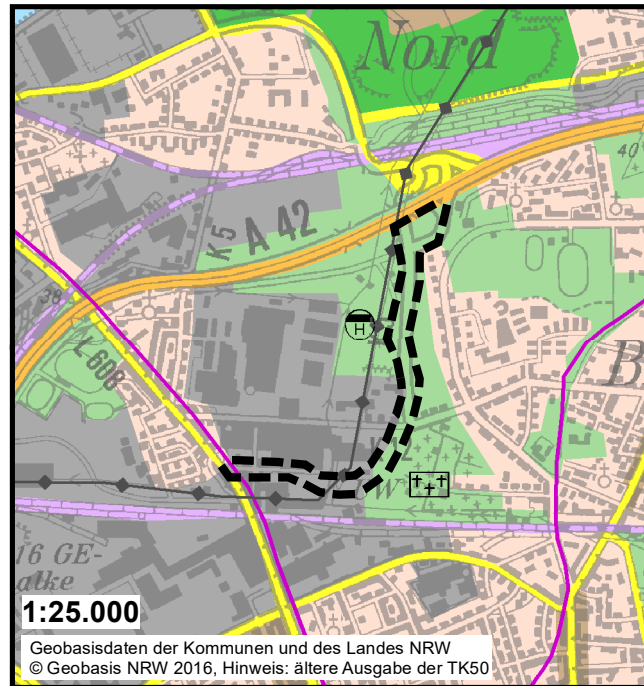 Nord
40
K 5
A 42
38
H
L 608
B
W
16 GE-
alke
1:25.000
Geobasisdaten der Kommunen und des Landes NRW
© Geobasis NRW 2016, Hinweis: ältere Ausgabe der TK50